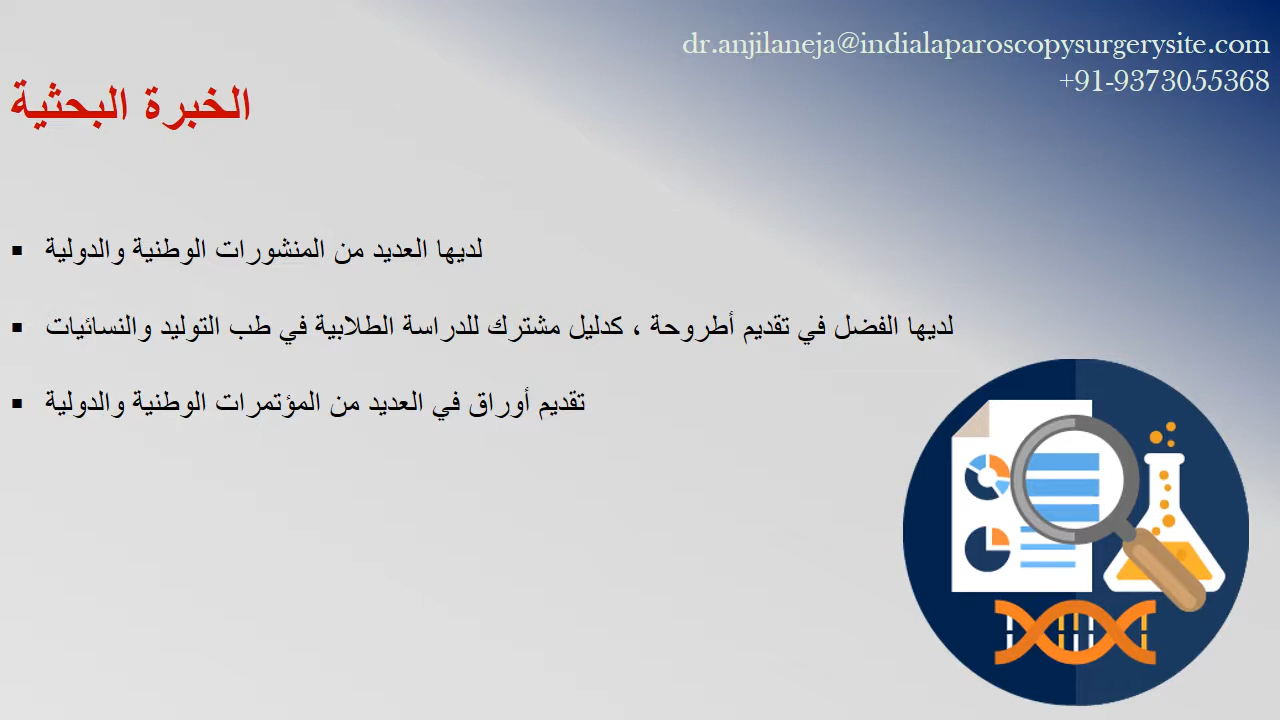 dr.anjilaneja@indialaparoscopysurgerysite.com
+91-9373055368
الخبرة البحثية
▪ لديها العديد من المنشورات الوطنية والدولية
▪ لديها الفضل في تقديم أطروحة ، كدليل مشترك للدراسة الطلابية في طب التوليد والنسائيات
▪ تقديم أوراق في العديد من المؤتمرات الوطنية والدولية